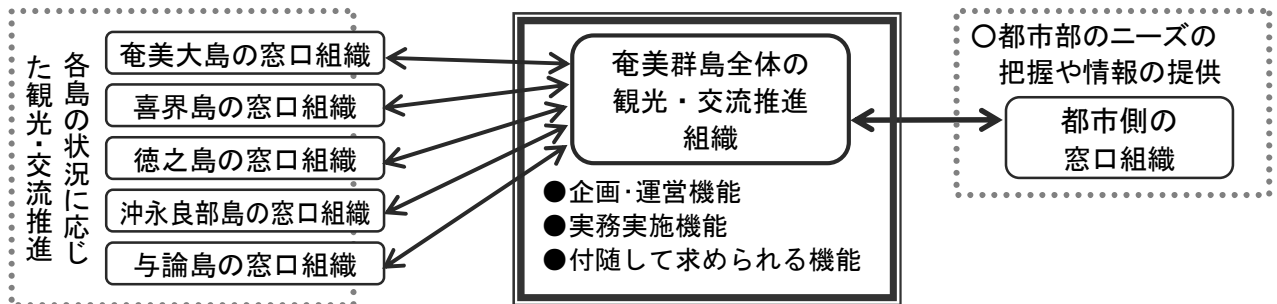 各島の状況に応じ
た観光・交流推進
奄美大島の窓口組織
喜界島の窓口組織
徳之島の窓口組織
沖永良部島の窓口組織
与論島の窓口組織
奄美群島全体の
観光・交流推進
組織
●企画・運営機能
●実務実施機能
●付随して求められる機能
〇都市部のニーズの
把握や情報の提供
都市側の
窓口組織